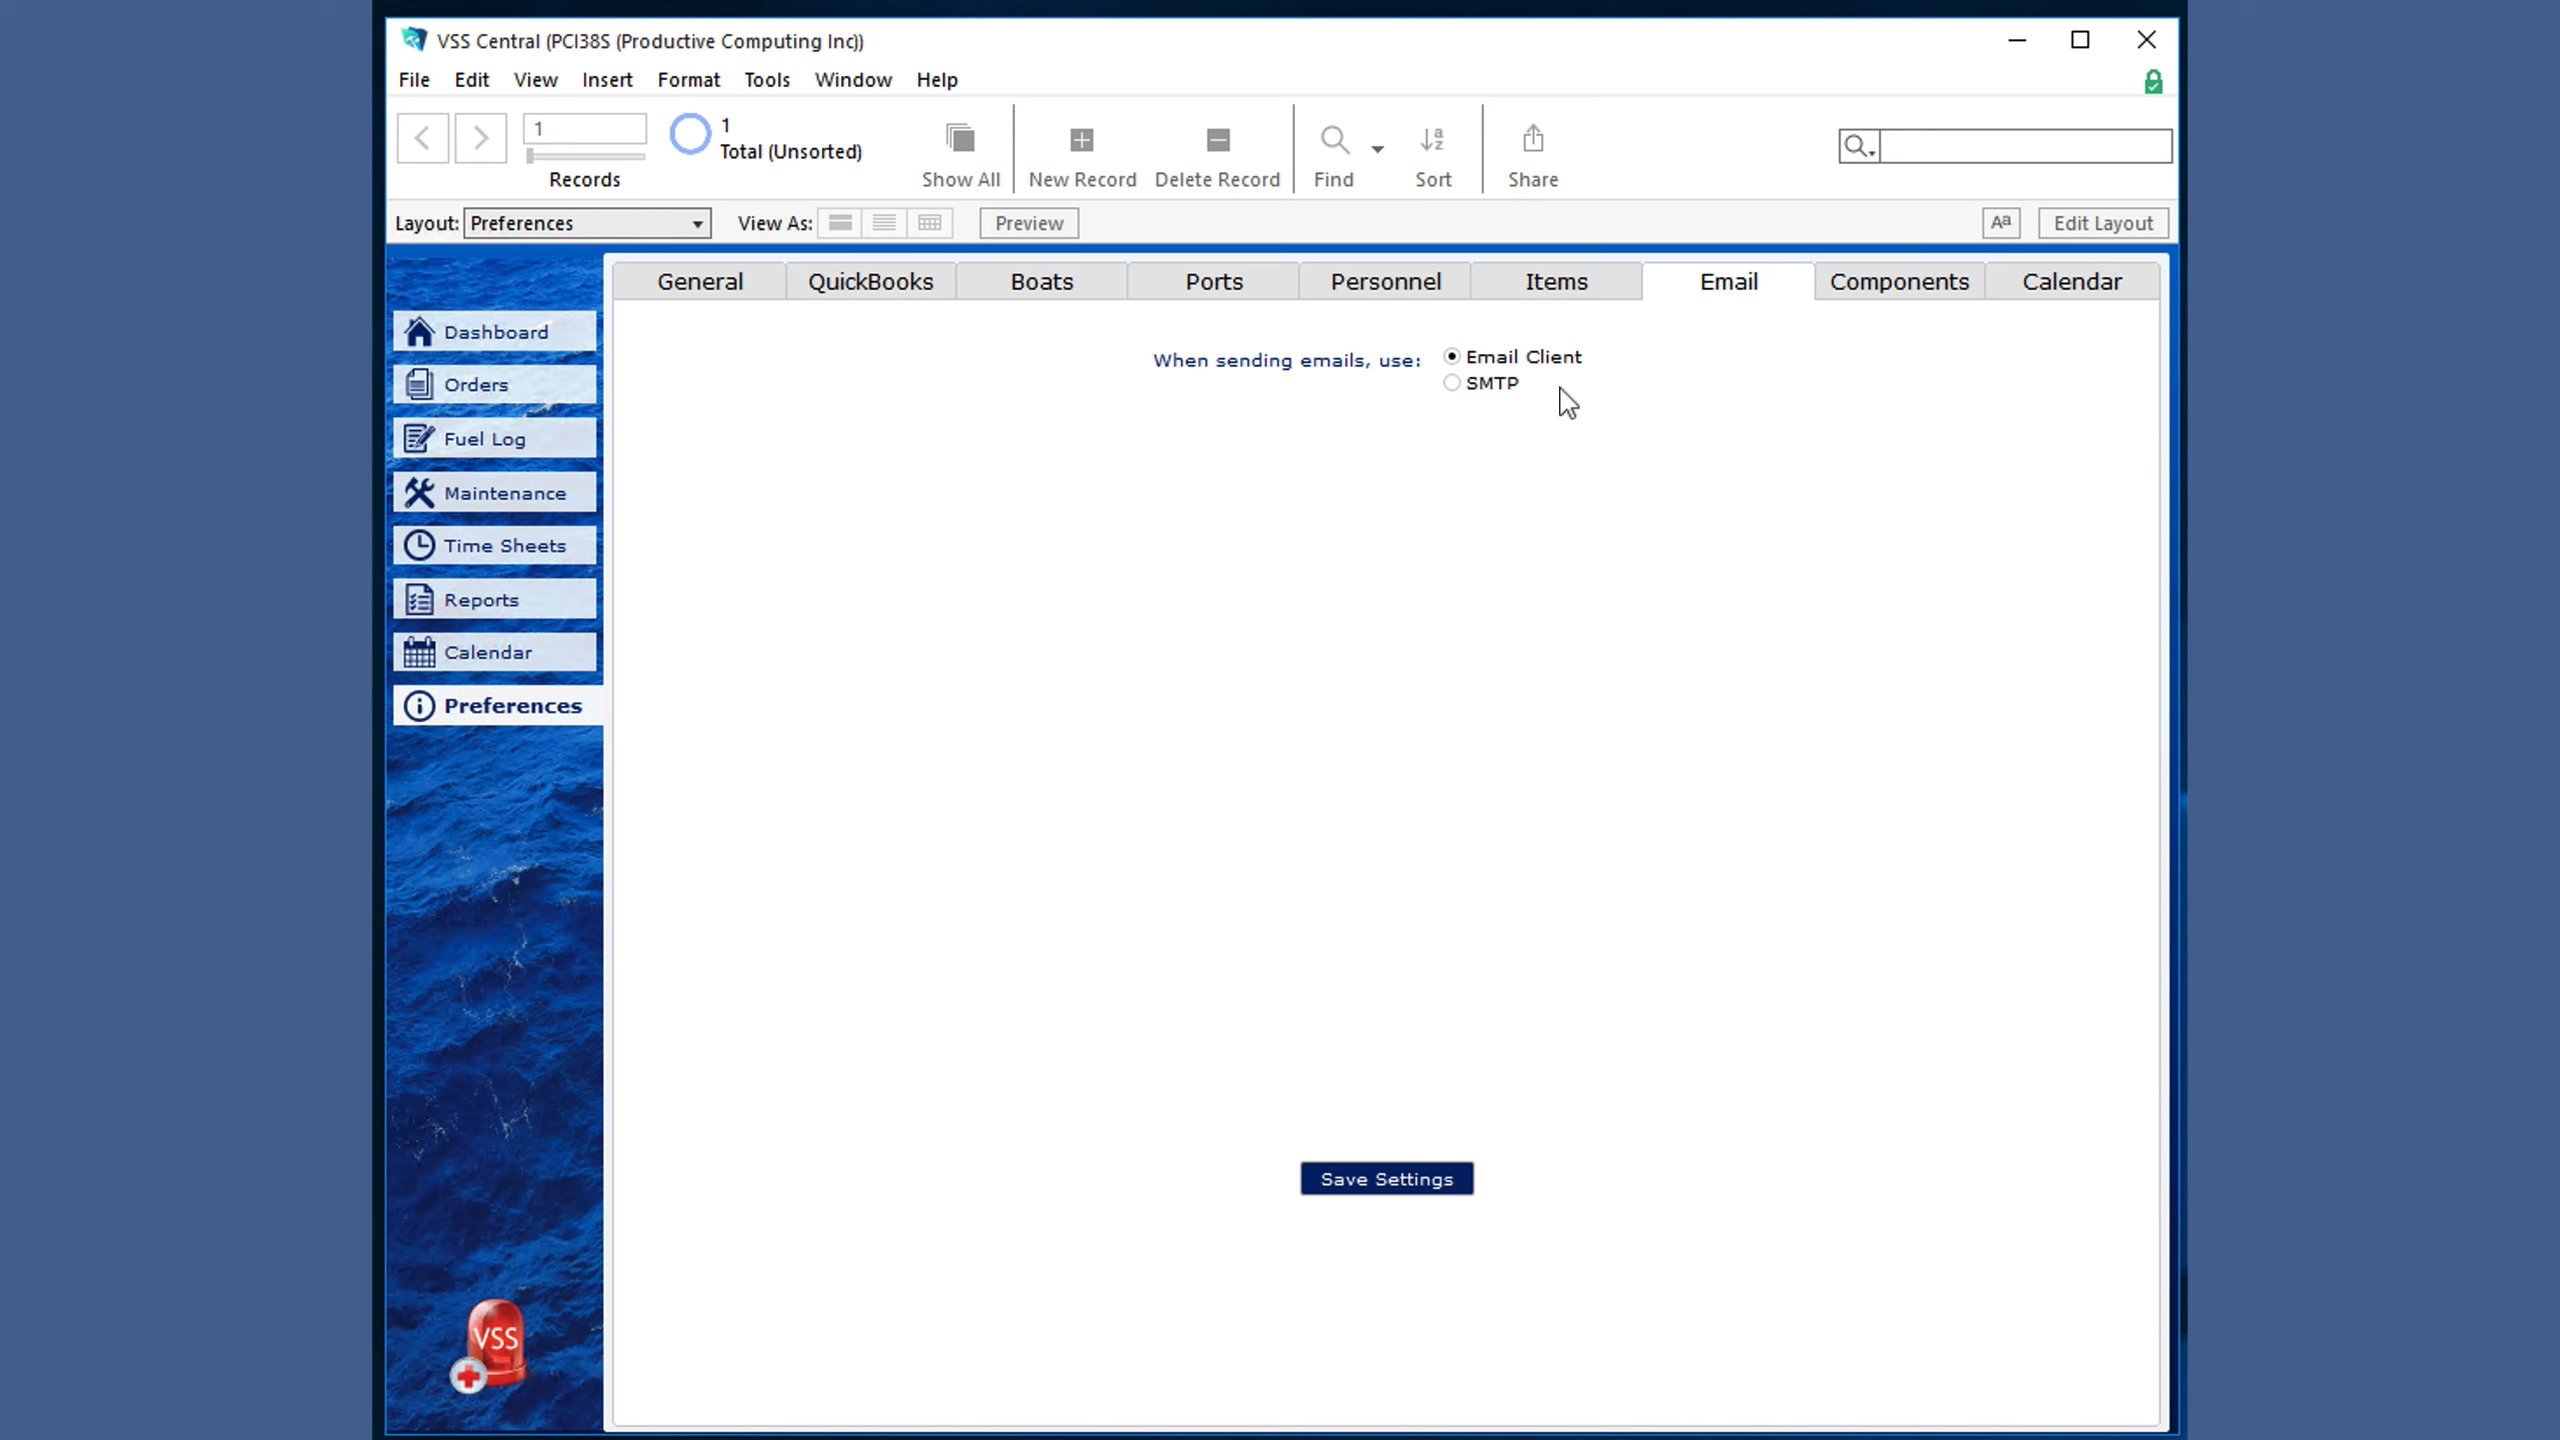 VSS Central (PCI38S (Productive Computing Inc))
File Edit View Insert Format Tools Window Help
1
1
Total (Unsorted)
Records
Show All
New Record
Delete Record
Find
Sort
Share
Layout: Preferences
View As:
Preview
Aa
Edit Layout
General QuickBooks Boats Ports Personnel Items Email Components Calendar
Dashboard
Orders
Fuel Log
Maintenance
Time Sheets
Reports
Calendar
Preferences
When sending emails, use:
Email Client
SMTP
Save Settings
VSS